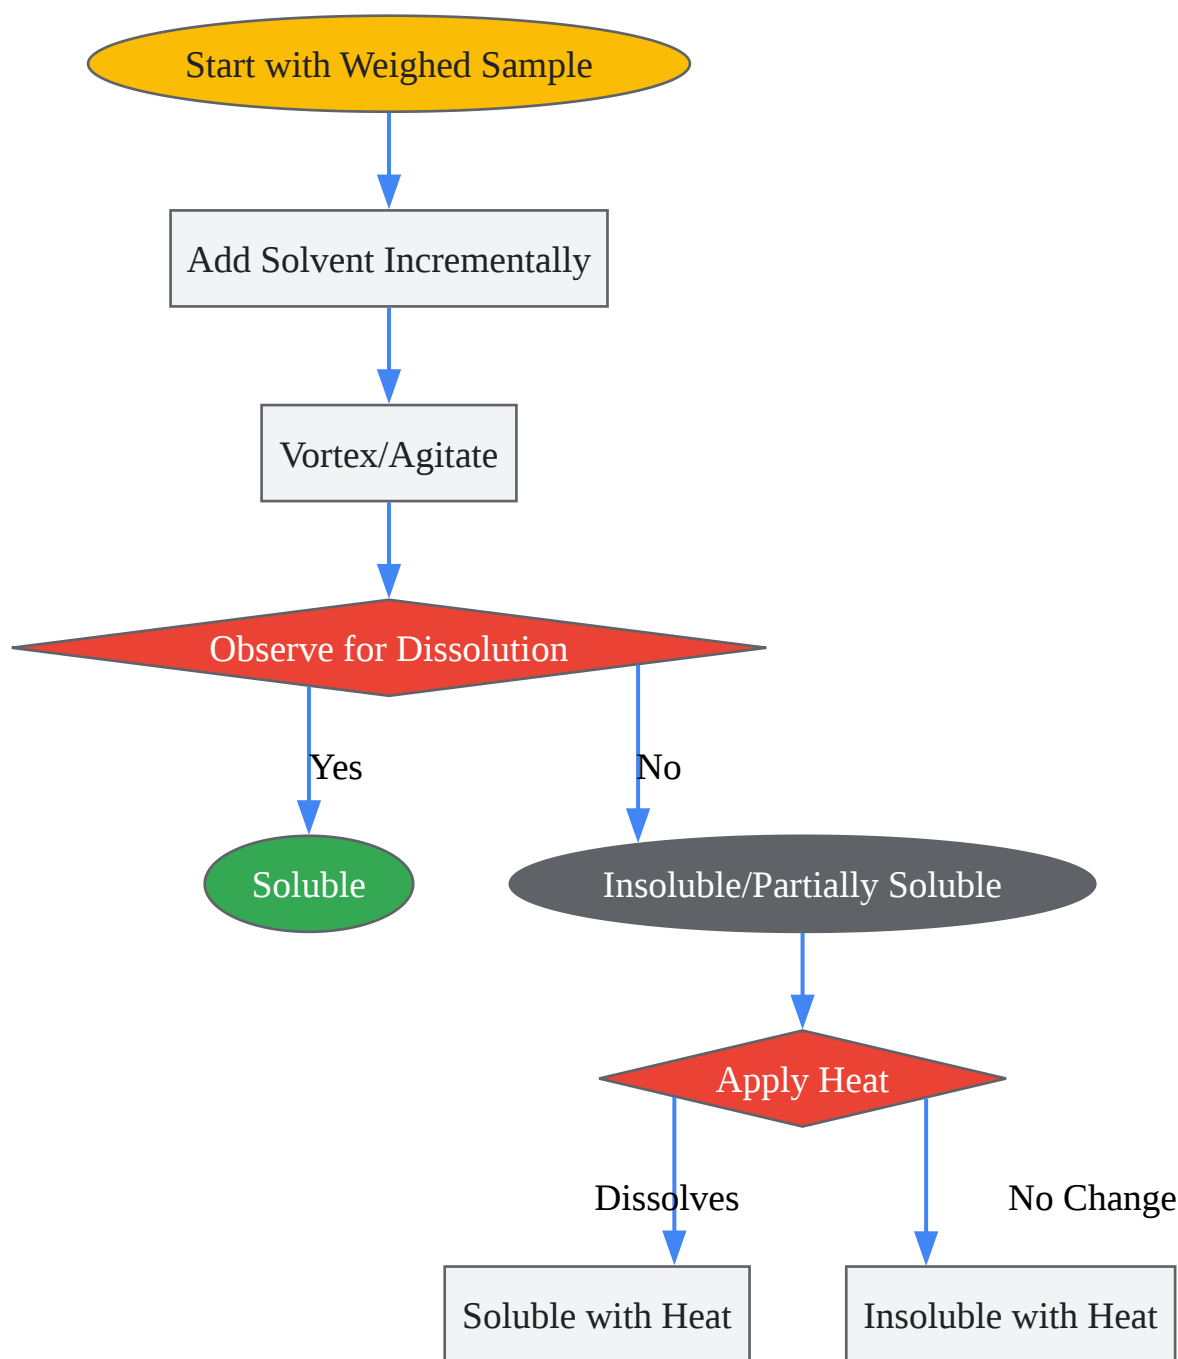 Start with Weighed Sample
Add Solvent Incrementally
Vortex/Agitate
Observe for Dissolution
Yes
No
Soluble
Insoluble/Partially Soluble
Apply Heat
Dissolves
No Change
Soluble with Heat
Insoluble with Heat